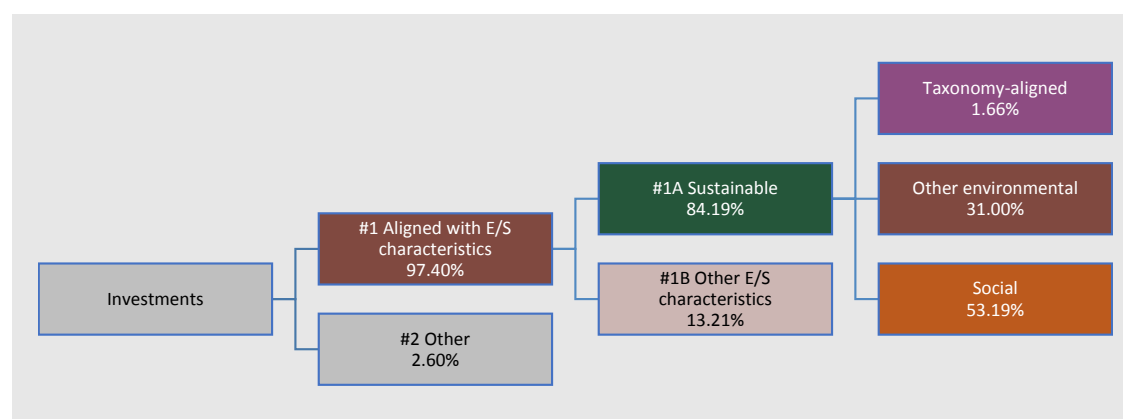 Investments
#1 Aligned with E/S
characteristics
97.40%
#2 Other
2.60%
#1A Sustainable
84.19%
#1B Other E/S
characteristics
13.21%
Taxonomy-aligned
1.66%
Other environmental
31.00%
Social
53.19%